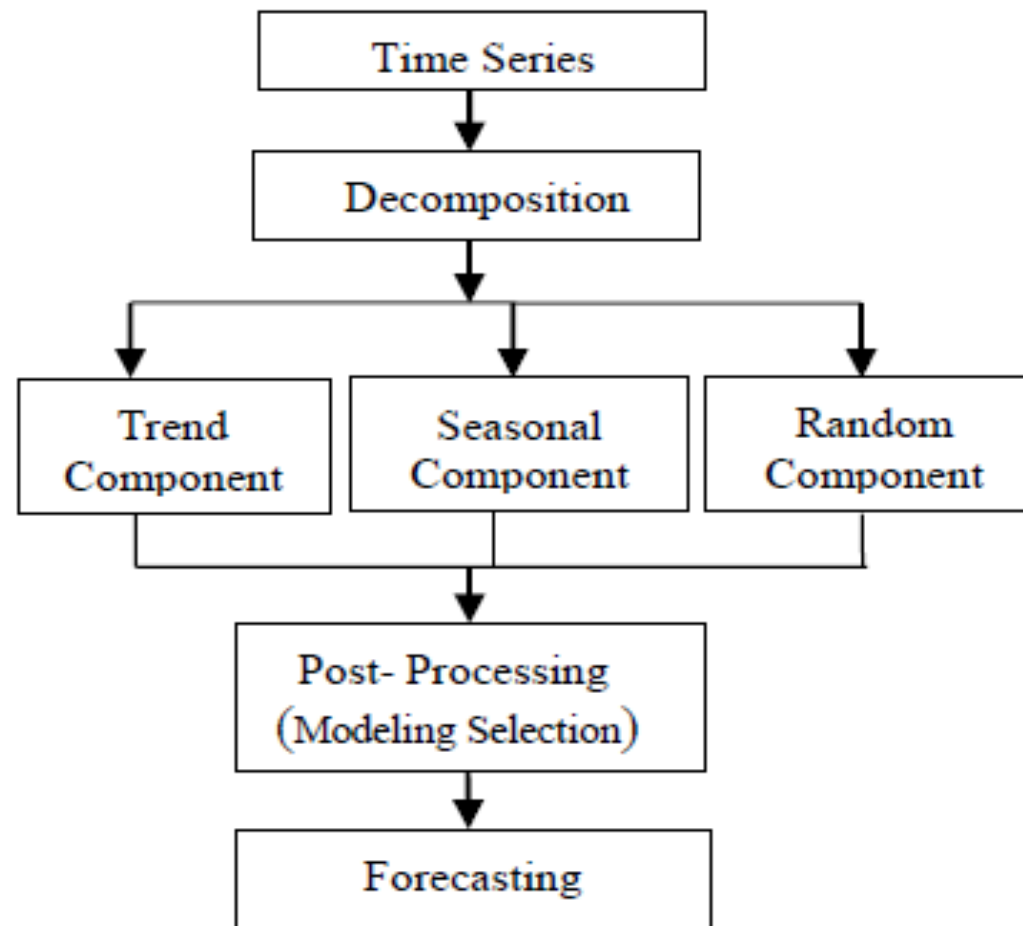 Time Series
Decomposition
Trend
Component
Seasonal
Component
Random
Component
Post- Processing
(Modeling Selection)
Forecasting